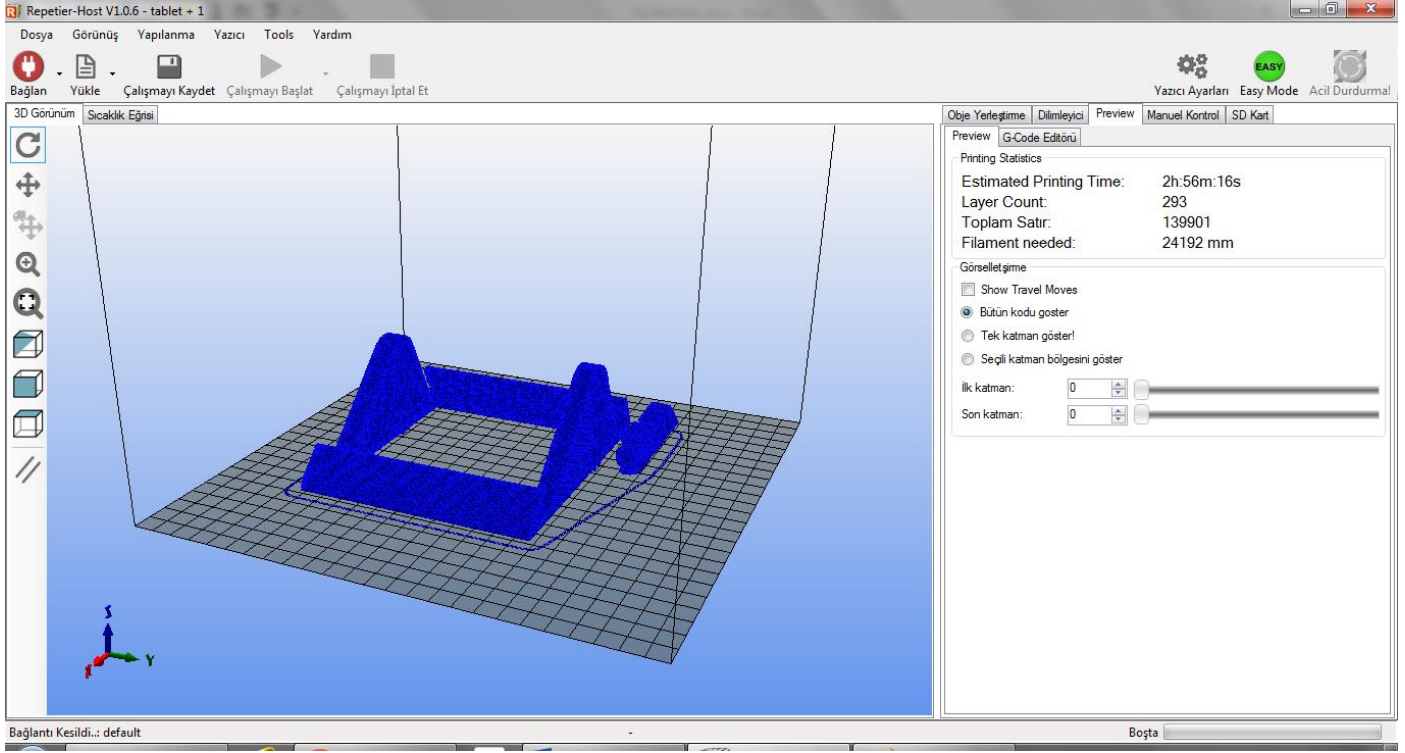 Repetier-Host V1.0.6 - tablet + 1
Dosya Görünüş Yapılanma Yazıcı Tools Yardım
EASY
Bağlan Yükle Çalışmayı Kaydet Çalışmayı Başlat Çalışmayı İptal Et Yazıcı Ayarları Easy Mode Acil Durdurma!
3D Görünüm Sıcaklık Eğrisi
Obje Yerleştirme Dilimleyici Preview Manuel Kontrol SD Kart
Preview G-Code Editörü
Printing Statistics
Estimated Printing Time: 2h:56m:16s
Layer Count: 293
Toplam Satır: 139901
Filament needed: 24192 mm
Görselletşirme
Show Travel Moves
Bütün kodu goster
Tek katman göster!
Seçili katman bölgesini göster
İlk katman: 0
Son katman: 0
Y
Bağlantı Kesildi..: default - Boşta